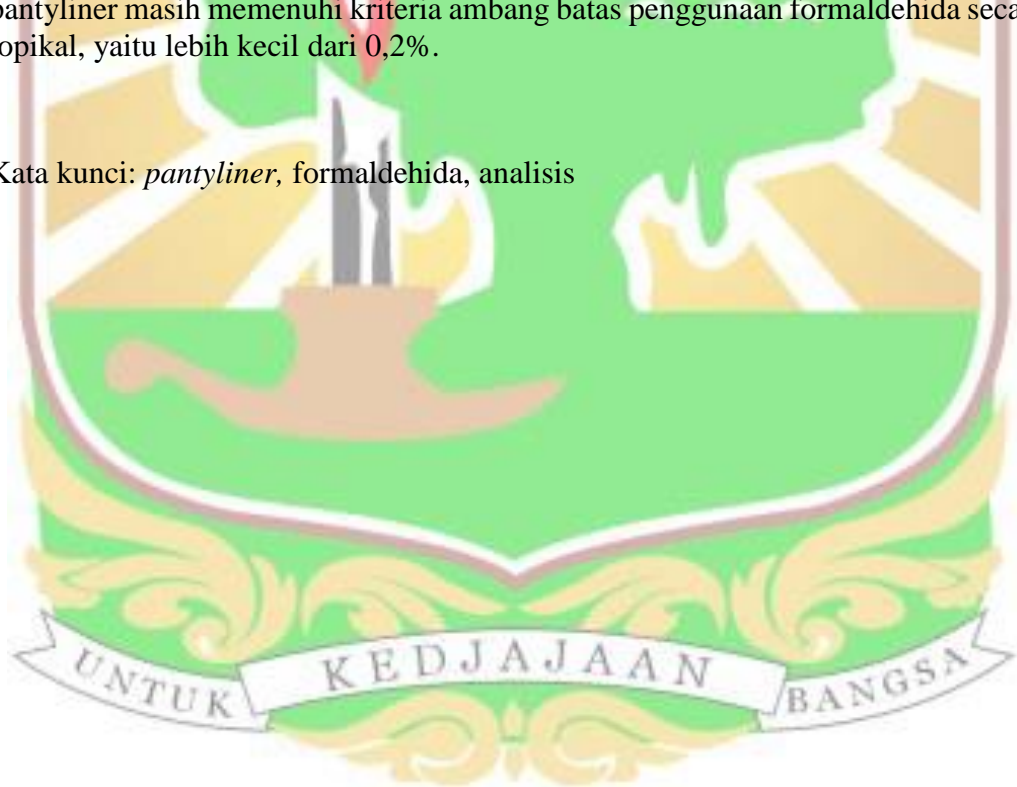 pantyliner masih memenuhi kriteria ambang batas penggunaan formaldehida seca
topikal, yaitu lebih kecil dari 0,2%.
Kata kunci: pantyliner, formaldehida, analisis
UNTUK KEDJAJAAN BANGSA